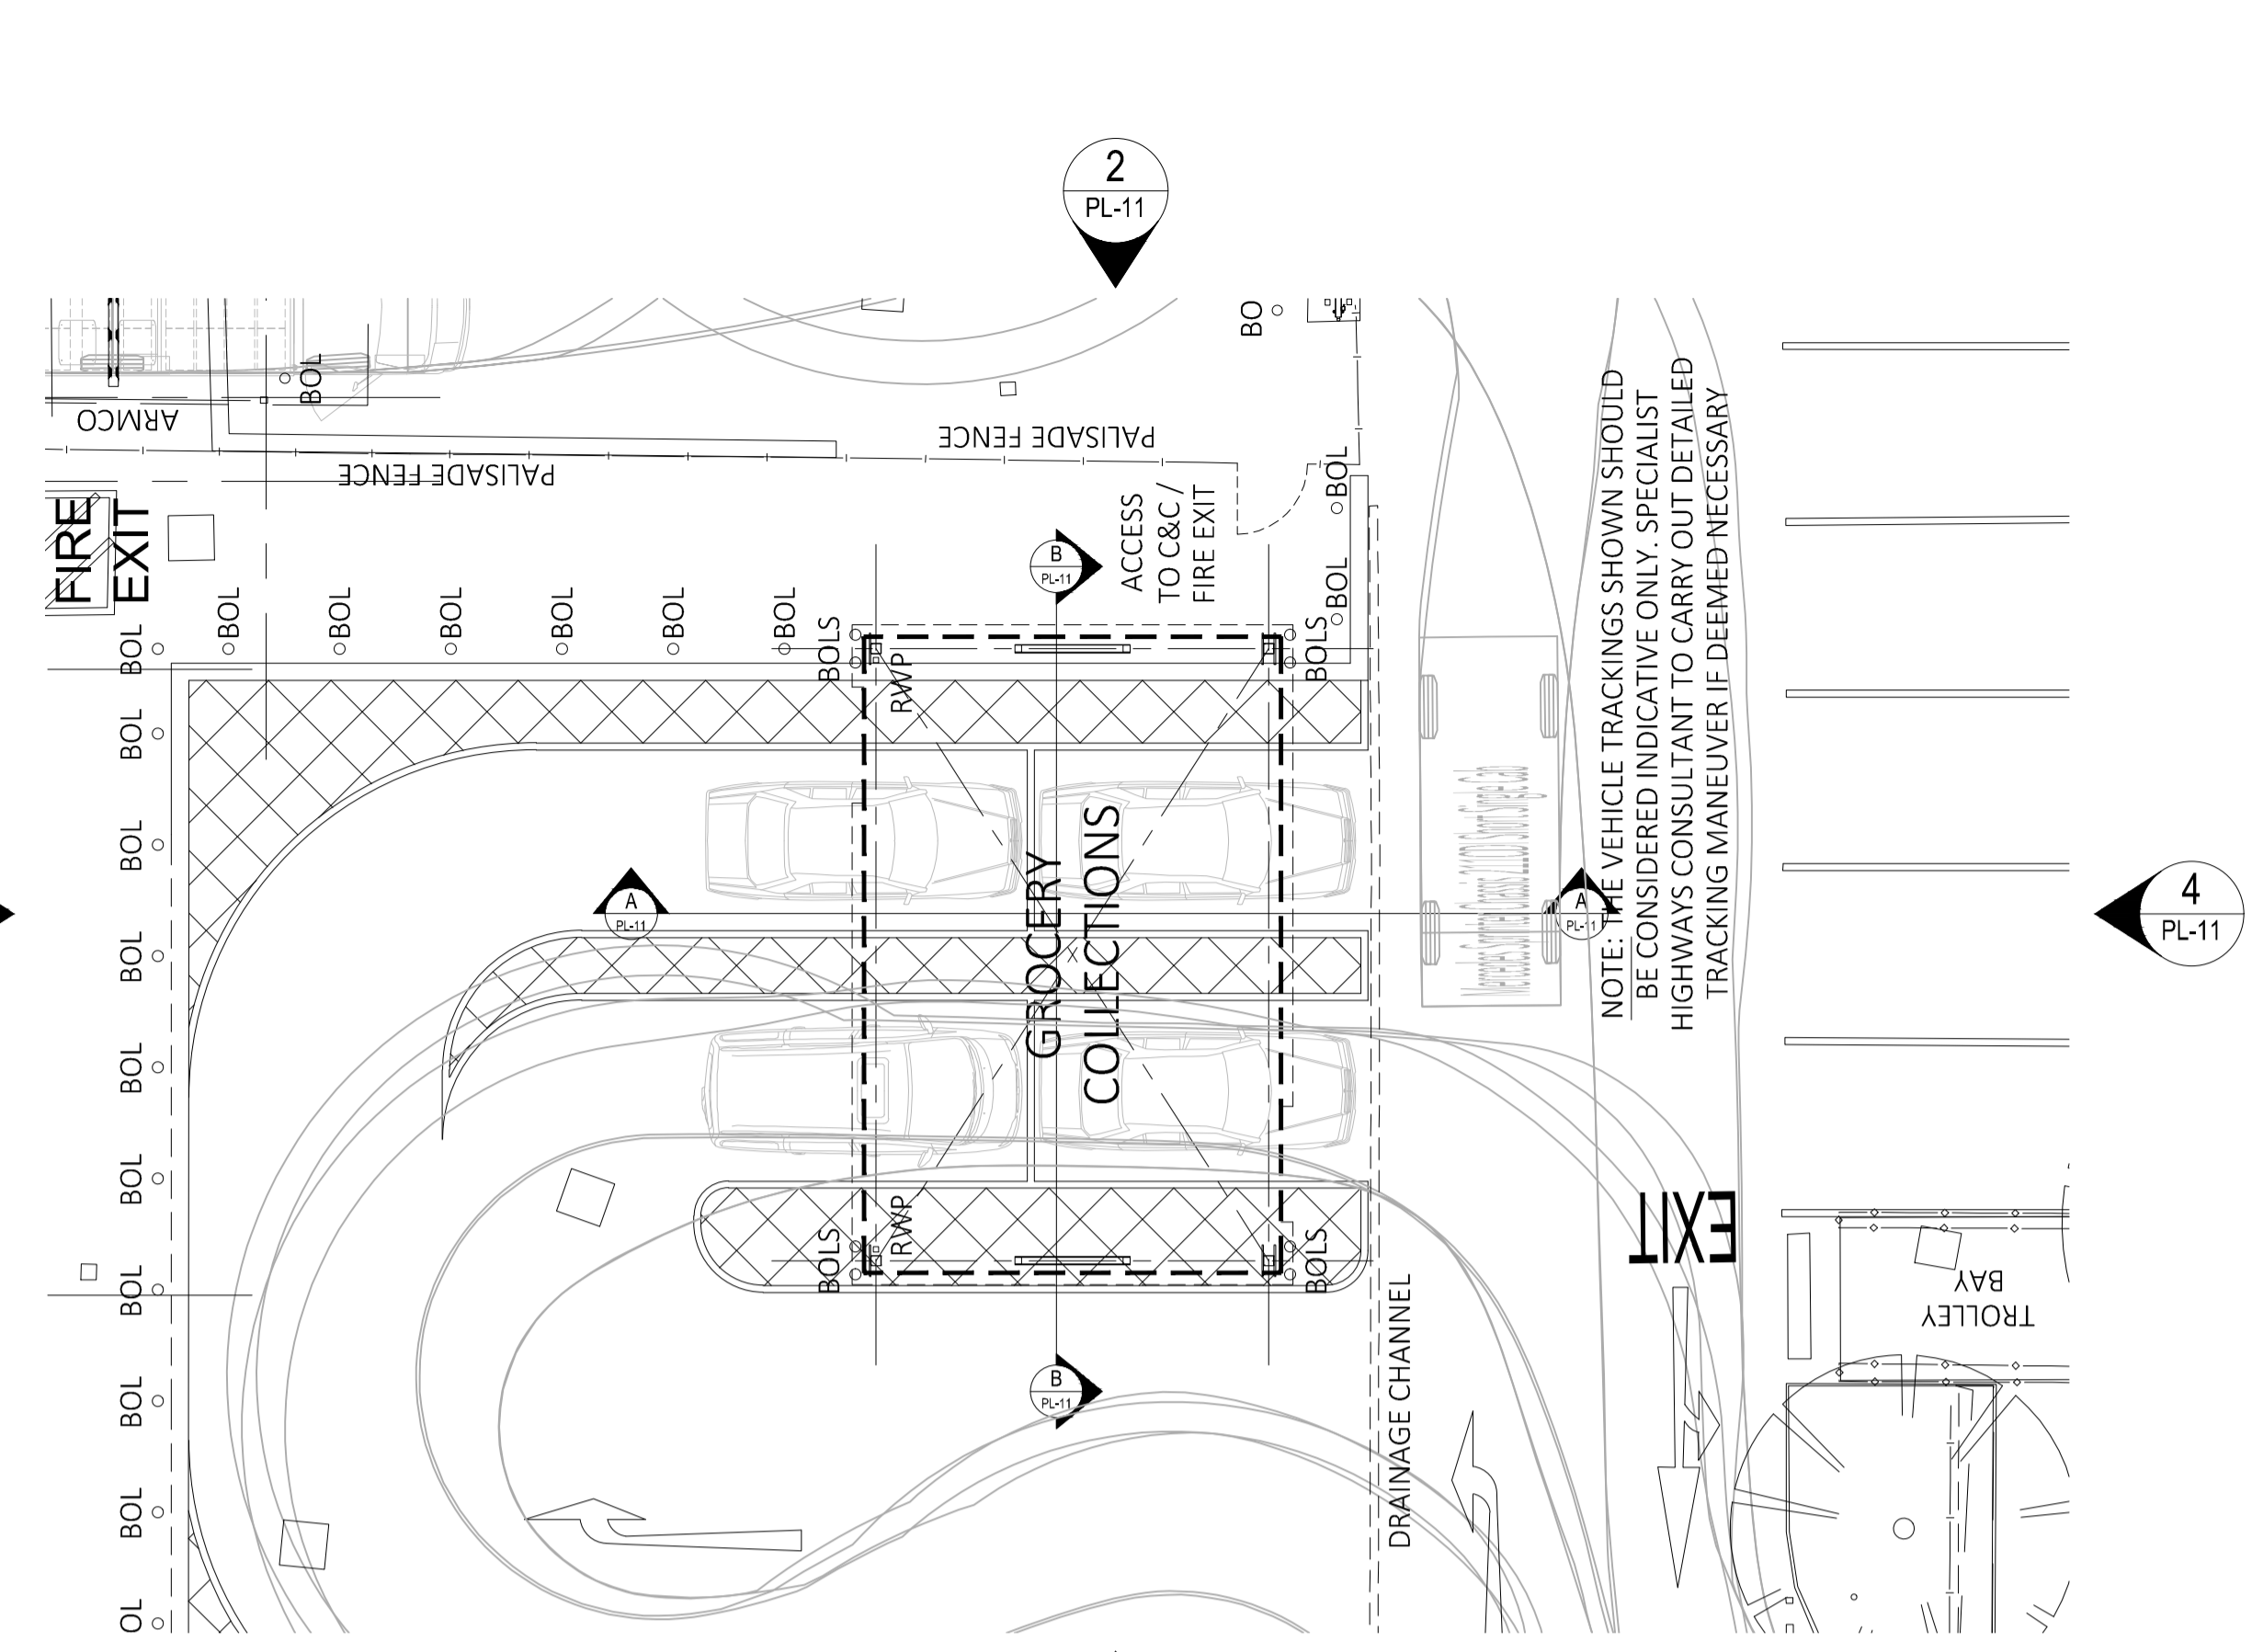 2
PL-11
BO
BOL
ARMCO
PALISADE FENCE
PALISADE FENCE
FIRE
EXIT
ACCESS
TO C&C /
FIRE EXIT
BOL
BOL
B
PL-11
BOL
BOL
BOL
BOL
BOL
BOL
BOL
BOLS
BOLS
RWP
NOTE: THE VEHICLE TRACKINGS SHOWN SHOULD
BE CONSIDERED INDICATIVE ONLY. SPECIALIST
HIGHWAYS CONSULTANT TO CARRY OUT DETAILED
TRACKING MANEUVER IF DEEMED NECESSARY
BOL
BOL
BOL
BOL
BOL
BOL
BOL
BOL
OL
A
PL-11
A
PL-11
4
PL-11
GROCERY
COLLECTIONS
X
RWP
BOLS
BOLS
EXIT
TROLLEY
BAY
B
PL-11
DRAINAGE CHANNEL